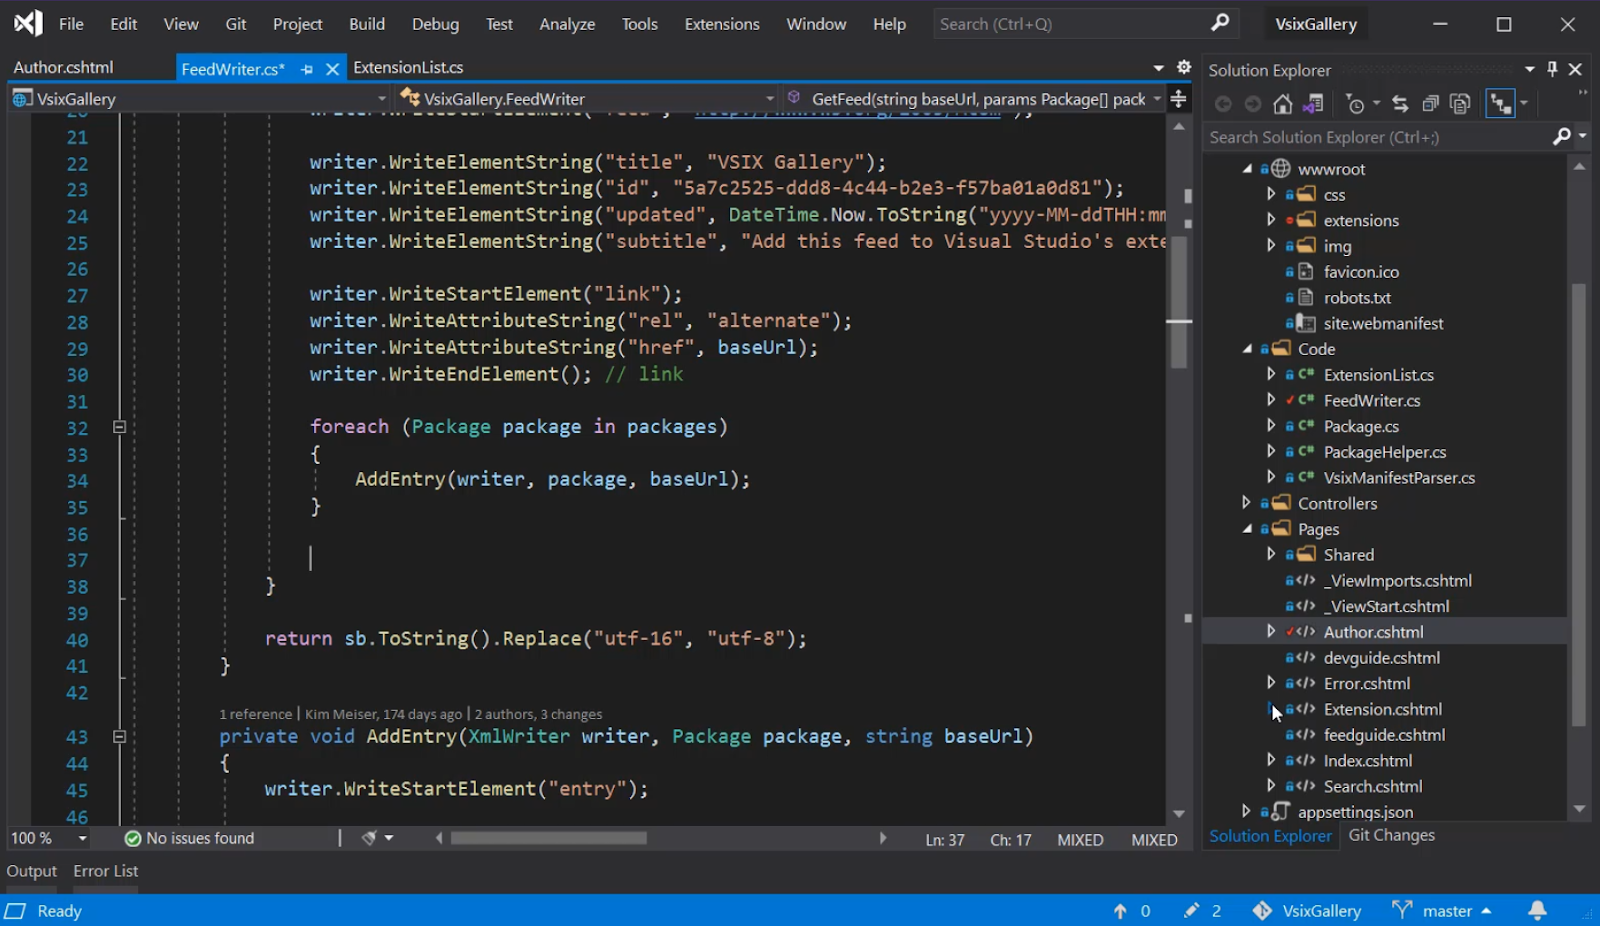 File Edit View Git Project Build Debug Test Analyze Tools Extensions Window Help Search (Ctrl+Q) VsixGallery
Author.cshtml FeedWriter.cs* ExtensionList.cs
VsixGallery VsixGallery.FeedWriter GetFeed(string baseUrl, params Package[] pack
21
22 writer.WriteElementString("title", "VSIX Gallery");
23 writer.WriteElementString("id", "5a7c2525-ddd8-4c44-b2e3-f57ba01a0d81");
24 writer.WriteElementString("updated", DateTime.Now.ToString("yyyy-MM-ddTHH:mm
25 writer.WriteElementString("subtitle", "Add this feed to Visual Studio's exte
26
27 writer.WriteStartElement("link");
28 writer.WriteAttributeString("rel", "alternate");
29 writer.WriteAttributeString("href", baseUrl);
30 writer.WriteEndElement(); // link
31
32 foreach (Package package in packages)
33 {
34 AddEntry(writer, package, baseUrl);
35 }
36
37
38 }
39
40 return sb.ToString().Replace("utf-16", "utf-8");
41 }
42
1 reference | Kim Meiser, 174 days ago | 2 authors, 3 changes
43 private void AddEntry(XmlWriter writer, Package package, string baseUrl)
44 {
45 writer.WriteStartElement("entry");
46
100 % No issues found Ln: 37 Ch: 17 MIXED MIXED
Solution Explorer
Search Solution Explorer (Ctrl+;)
wwwroot
css
extensions
img
favicon.ico
robots.txt
site.webmanifest
Code
C# ExtensionList.cs
C# FeedWriter.cs
C# Package.cs
C# PackageHelper.cs
C# VsixManifestParser.cs
Controllers
Pages
Shared
_ViewImports.cshtml
_ViewStart.cshtml
Author.cshtml
devguide.cshtml
Error.cshtml
Extension.cshtml
feedguide.cshtml
Index.cshtml
Search.cshtml
appsettings.json
Solution Explorer Git Changes
Output Error List
Ready 0 2 VsixGallery master